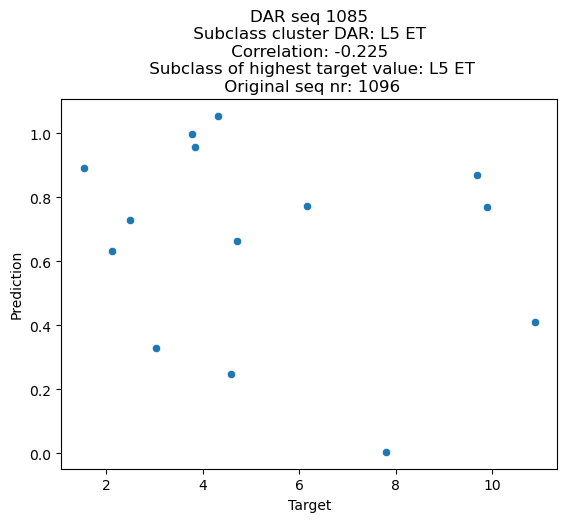 DAR seq 1085
Subclass cluster DAR: L5 ET
Correlation: -0.225
Subclass of highest target value: L5 ET
Original seq nr: 1096
1.0
0.8
0.6
0.4
0.2
0.0
Prediction
2 4 6 8 10
Target